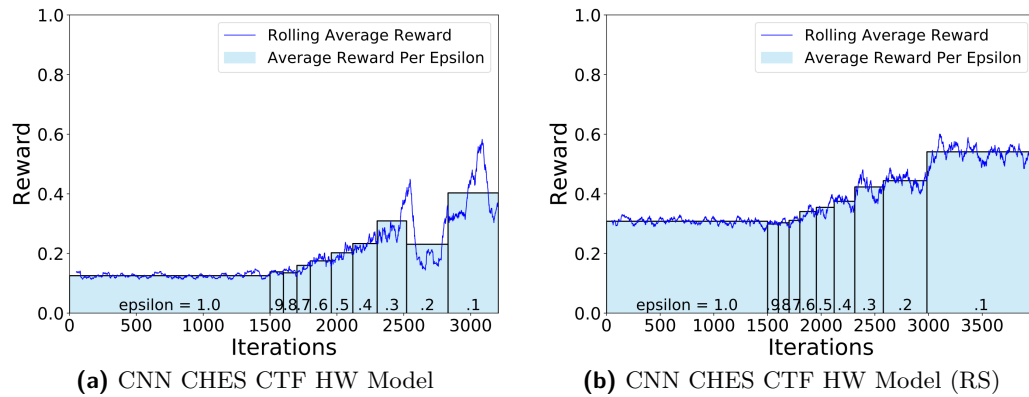 1.0
0.8
0.6
0.4
0.2
0.0
Reward
Rolling Average Reward
Average Reward Per Epsilon
epsilon = 1.0 .9 .8 .7 .6 .5 .4 .3 .2 .1
0 500 1000 1500 2000 2500 3000
Iterations
(a) CNN CHES CTF HW Model
1.0
0.8
0.6
0.4
0.2
0.0
Reward
Rolling Average Reward
Average Reward Per Epsilon
epsilon = 1.0 .9 .8 .7 .6 .5 .4 .3 .2 .1
0 500 1000 1500 2000 2500 3000 3500
Iterations
(b) CNN CHES CTF HW Model (RS)